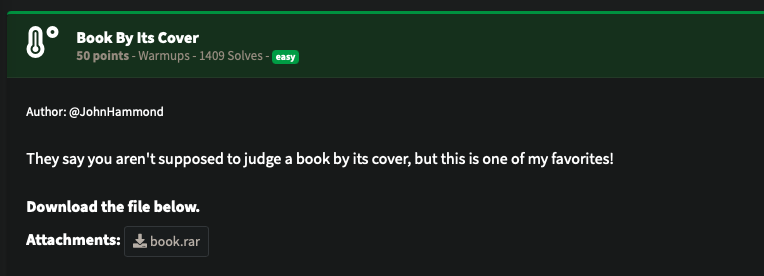 Book By Its Cover
50 points - Warmups - 1409 Solves - easy
Author: @JohnHammond
They say you aren't supposed to judge a book by its cover, but this is one of my favorites!
Download the file below.
Attachments: book.rar